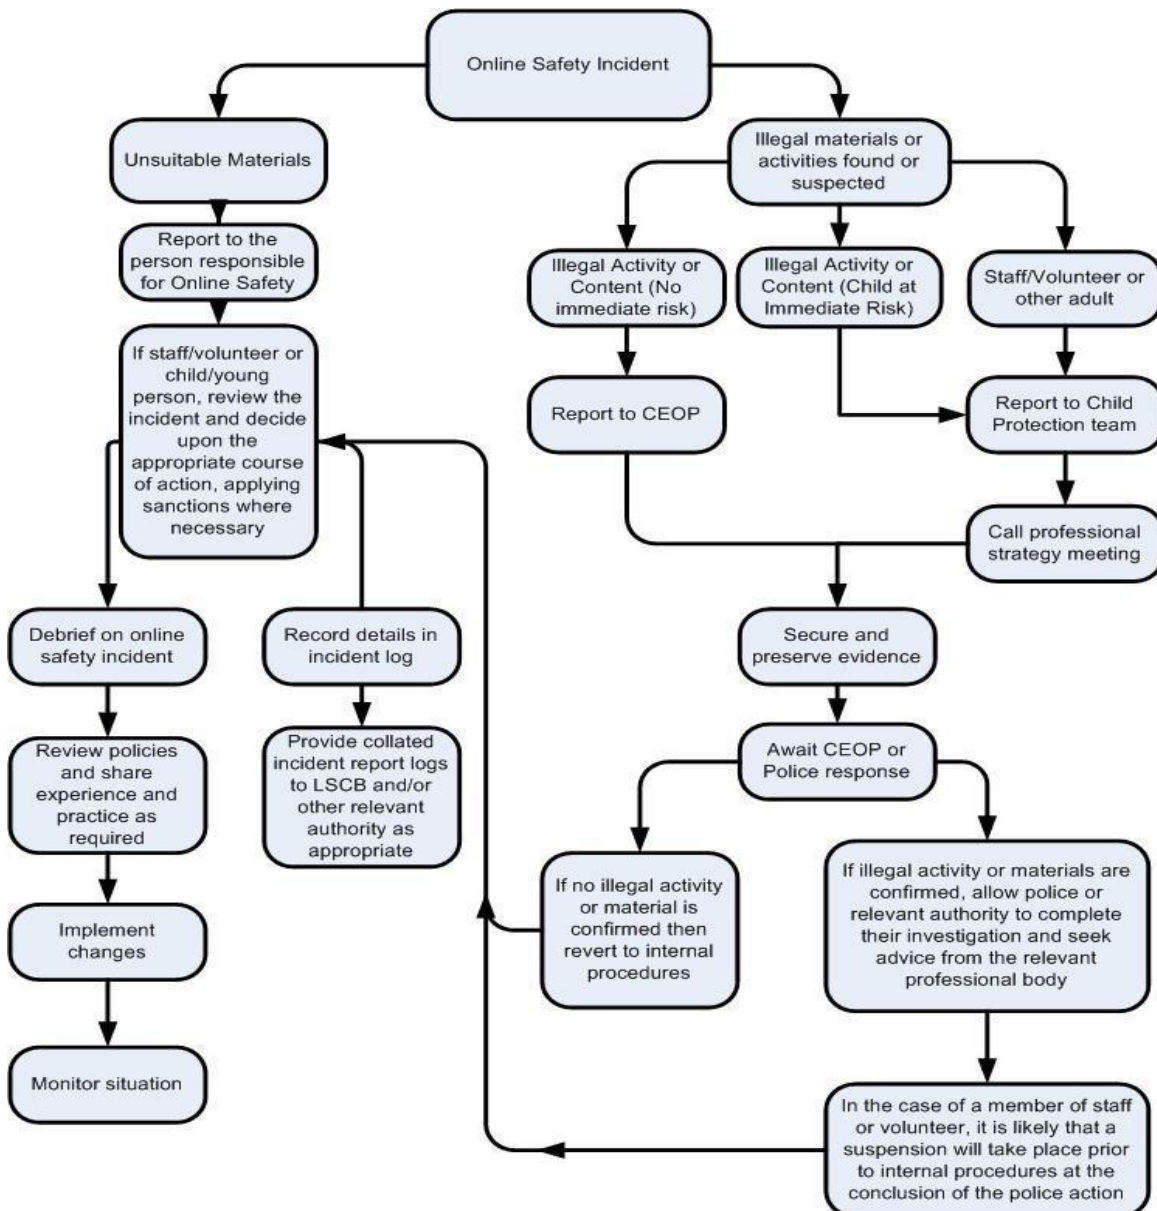 Online Safety Incident
Unsuitable Materials
Report to the
person responsible
for Online Safety
If staff/volunteer or
child/young
person, review the
incident and decide
upon the
appropriate course
of action, applying
sanctions where
necessary
Debrief on online
safety incident
Review policies
and share
experience and
practice as
required
Implement
changes
Monitor situation
Record details in
incident log
Provide collated
incident report logs
to LSCB and/or
other relevant
authority as
appropriate
Illegal materials or
activities found or
suspected
Illegal Activity or
Content (No
immediate risk)
Illegal Activity or
Content (Child at
Immediate Risk)
Staff/Volunteer or
other adult
Report to CEOP
Report to Child
Protection team
Call professional
strategy meeting
Secure and
preserve evidence
Await CEOP or
Police response
If no illegal activity
or material is
confirmed then
revert to internal
procedures
If illegal activity or materials are
confirmed, allow police or
relevant authority to complete
their investigation and seek
advice from the relevant
professional body
In the case of a member of staff
or volunteer, it is likely that a
suspension will take place prior
to internal procedures at the
conclusion of the police action